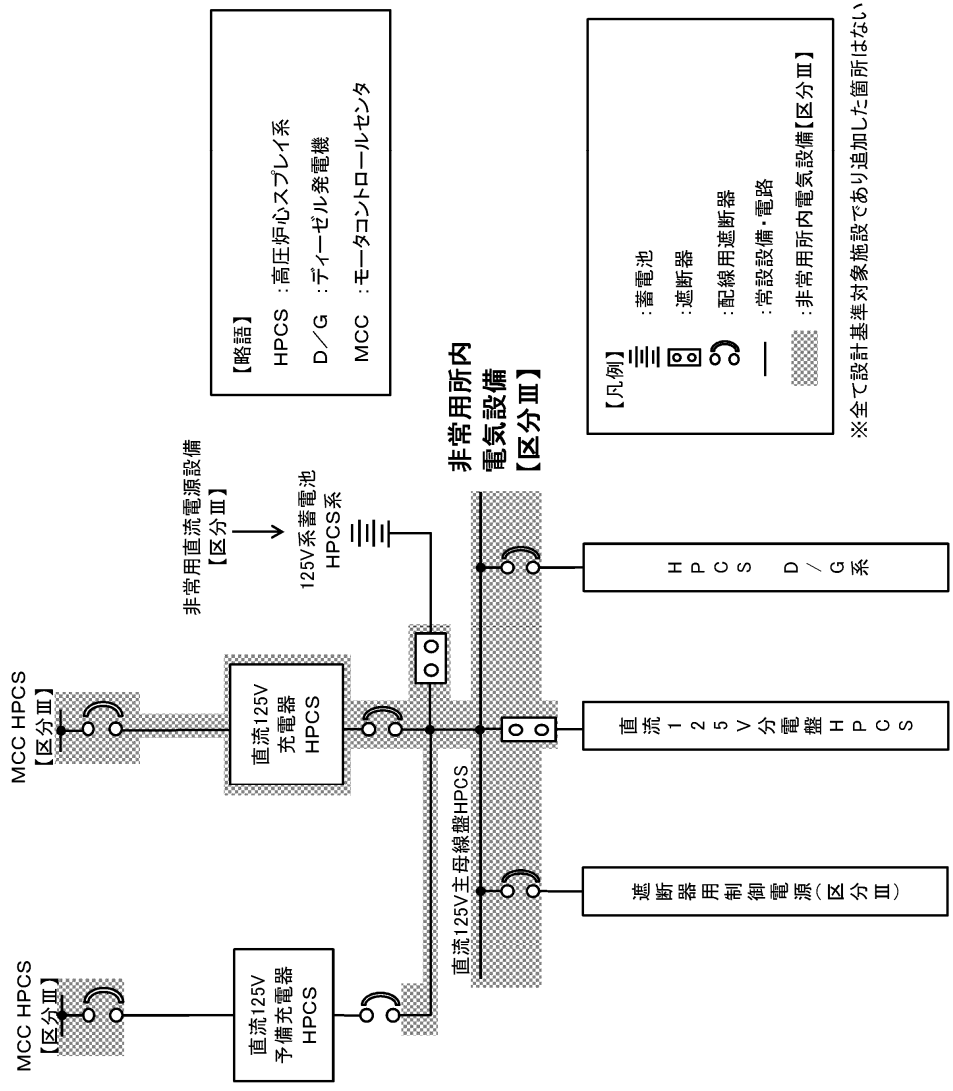 MCC HPCS
【区分Ⅲ】
直流125V
予備充電器
HPCS
MCC HPCS
【区分Ⅲ】
直流125V
充電器
HPCS
非常用直流電源設備
【区分Ⅲ】
125V系蓄電池
HPCS系
直流125V主母線盤HPCS
非常用所内
電気設備
【区分Ⅲ】
遮断器用制御電源(区分Ⅲ)
直流125V分電盤HPCS
HPCS D/G系
【略語】
HPCS :高圧炉心スプレイ系
D/G :ディーゼル発電機
MCC :モータコントロールセンタ
【凡例】
:蓄電池
:遮断器
:配線用遮断器
:常設設備・電路
:非常用所内電気設備【区分Ⅲ】
※全て設計基準対象施設であり追加した箇所はない